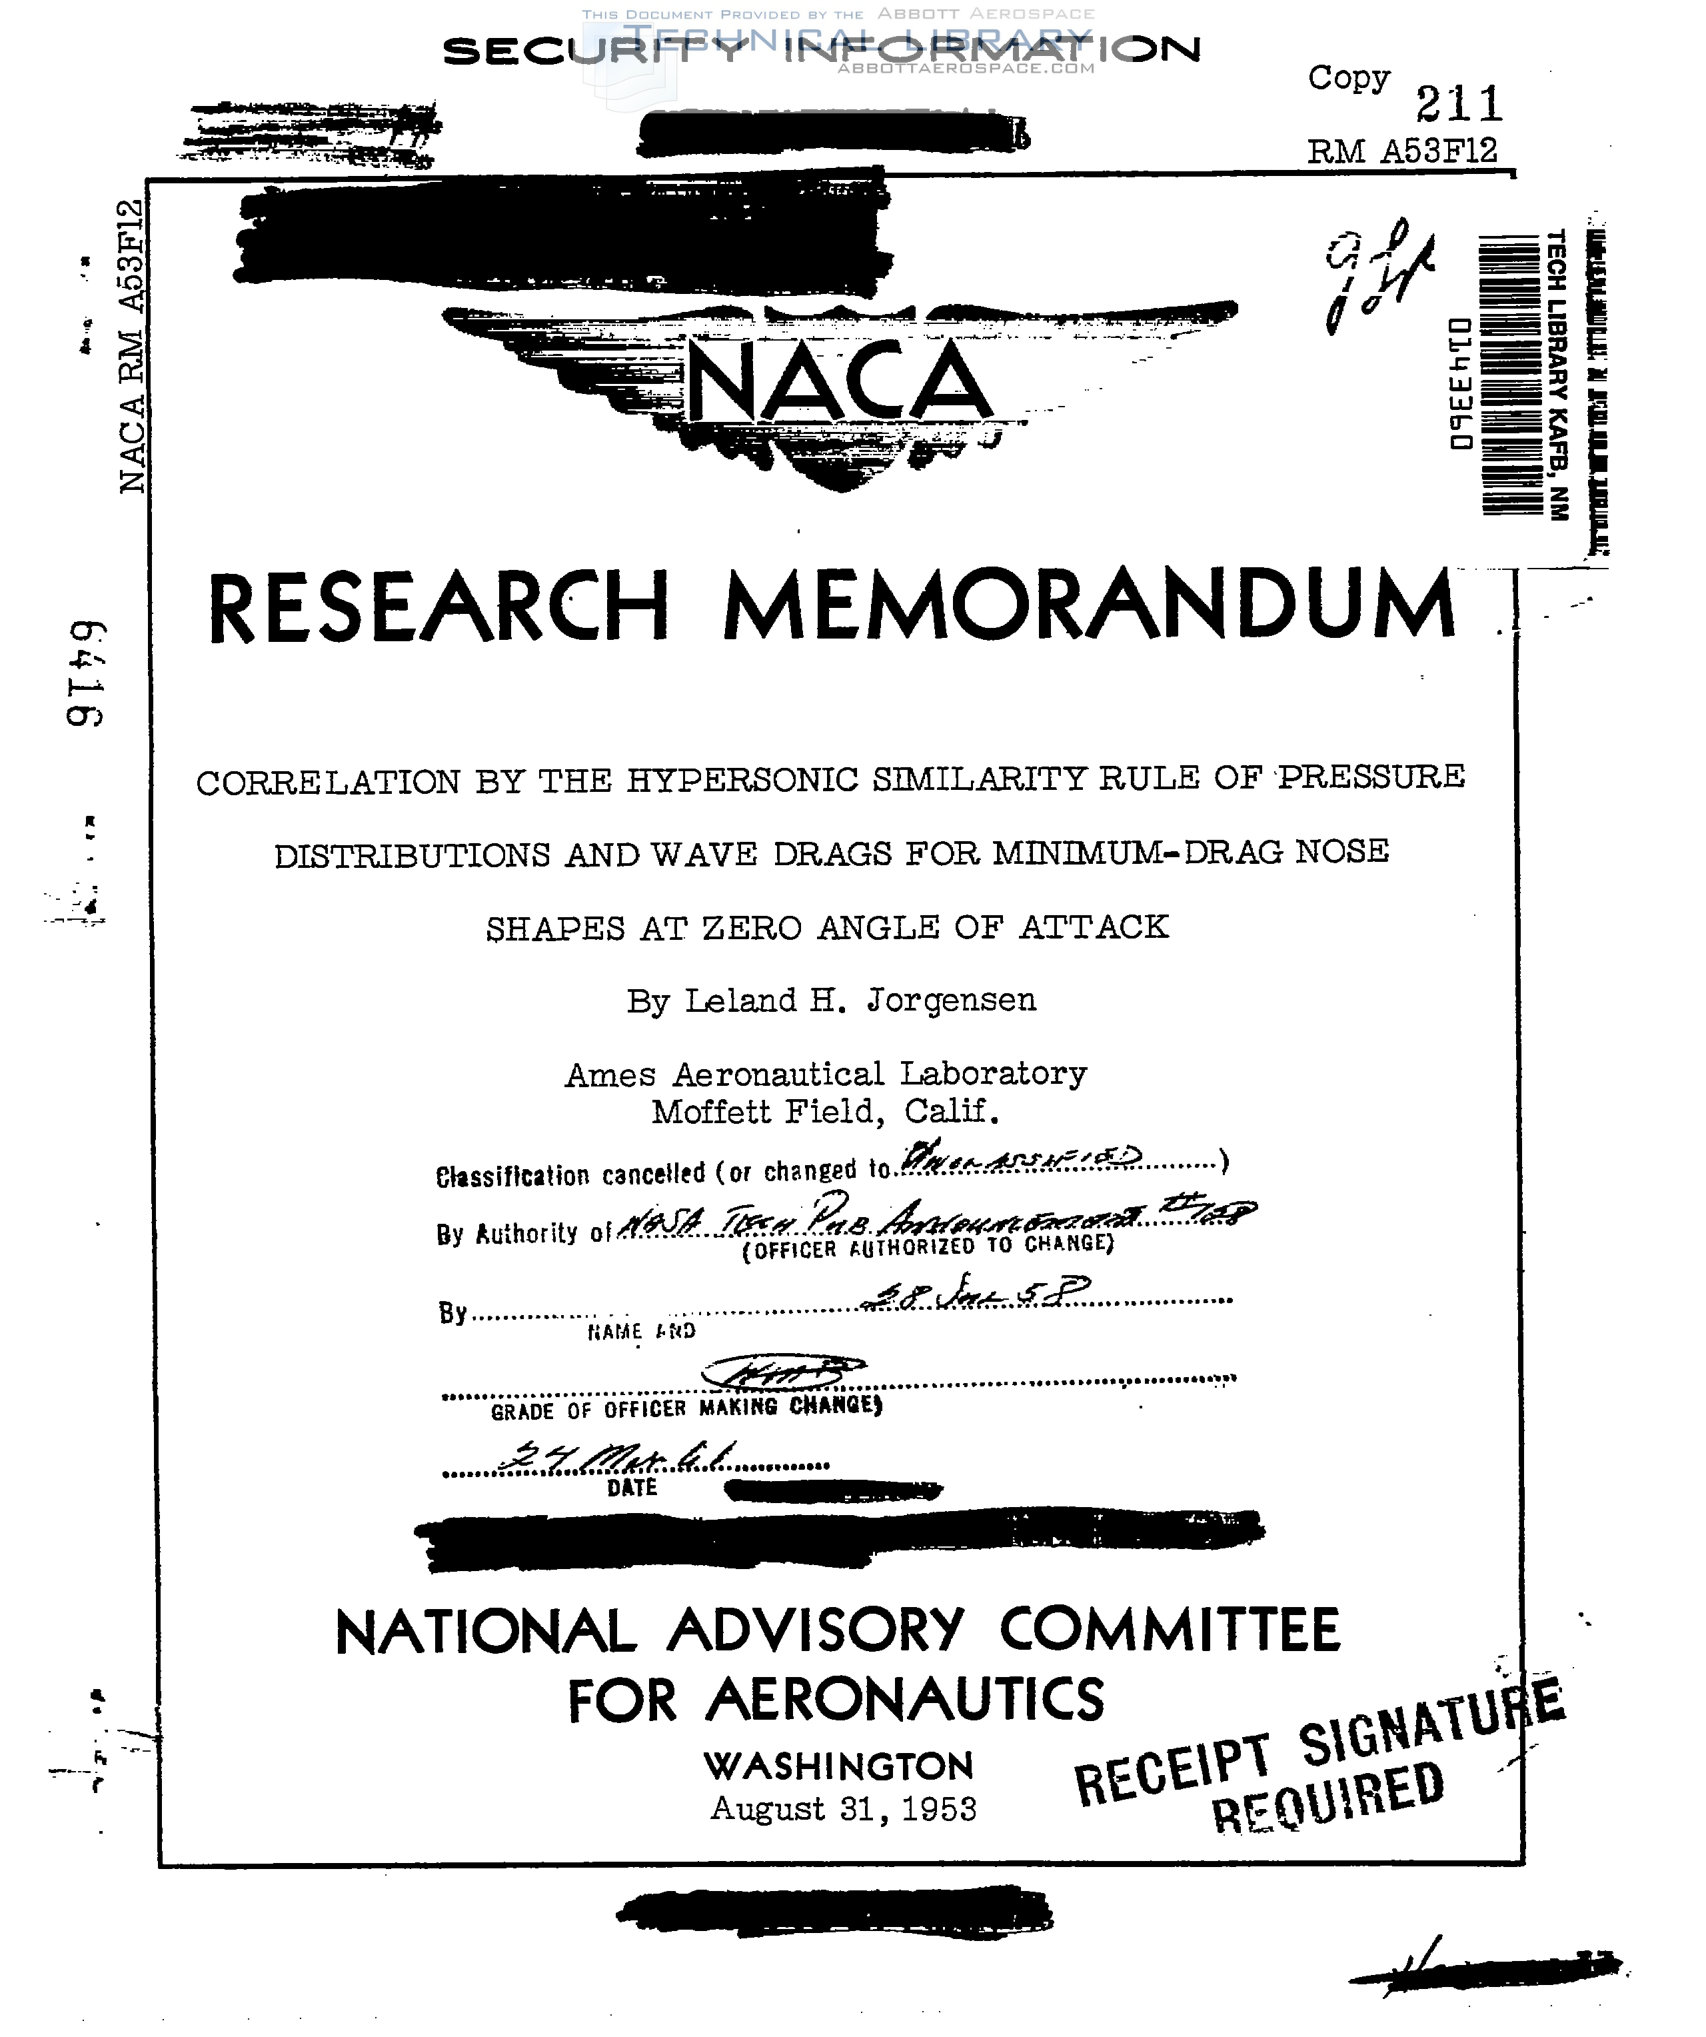 THIS DOCUMENT PROVIDED BY THE ABBOTT AEROSPACE
TECHNICAL LIBRARY
ABBOTTAEROSPACE.COM
SECURITY INFORMATION
Copy 211
RM A53F12
NACA RM A53F12
TECH LIBRARY KAFB, NM
NACA
RESEARCH MEMORANDUM
6416
CORRELATION BY THE HYPERSONIC SIMILARITY RULE OF PRESSURE
DISTRIBUTIONS AND WAVE DRAGS FOR MINIMUM-DRAG NOSE
SHAPES AT ZERO ANGLE OF ATTACK
By Leland H. Jorgensen
Ames Aeronautical Laboratory
Moffett Field, Calif.
Classification cancelled (or changed to Unclassified)
By Authority of NASA Tech Pub Announcement
(OFFICER AUTHORIZED TO CHANGE)
By 58
NAME AND
GRADE OF OFFICER MAKING CHANGE)
24 Mar 61
DATE
NATIONAL ADVISORY COMMITTEE
FOR AERONAUTICS
WASHINGTON
August 31, 1953
RECEIPT SIGNATURE
REQUIRED